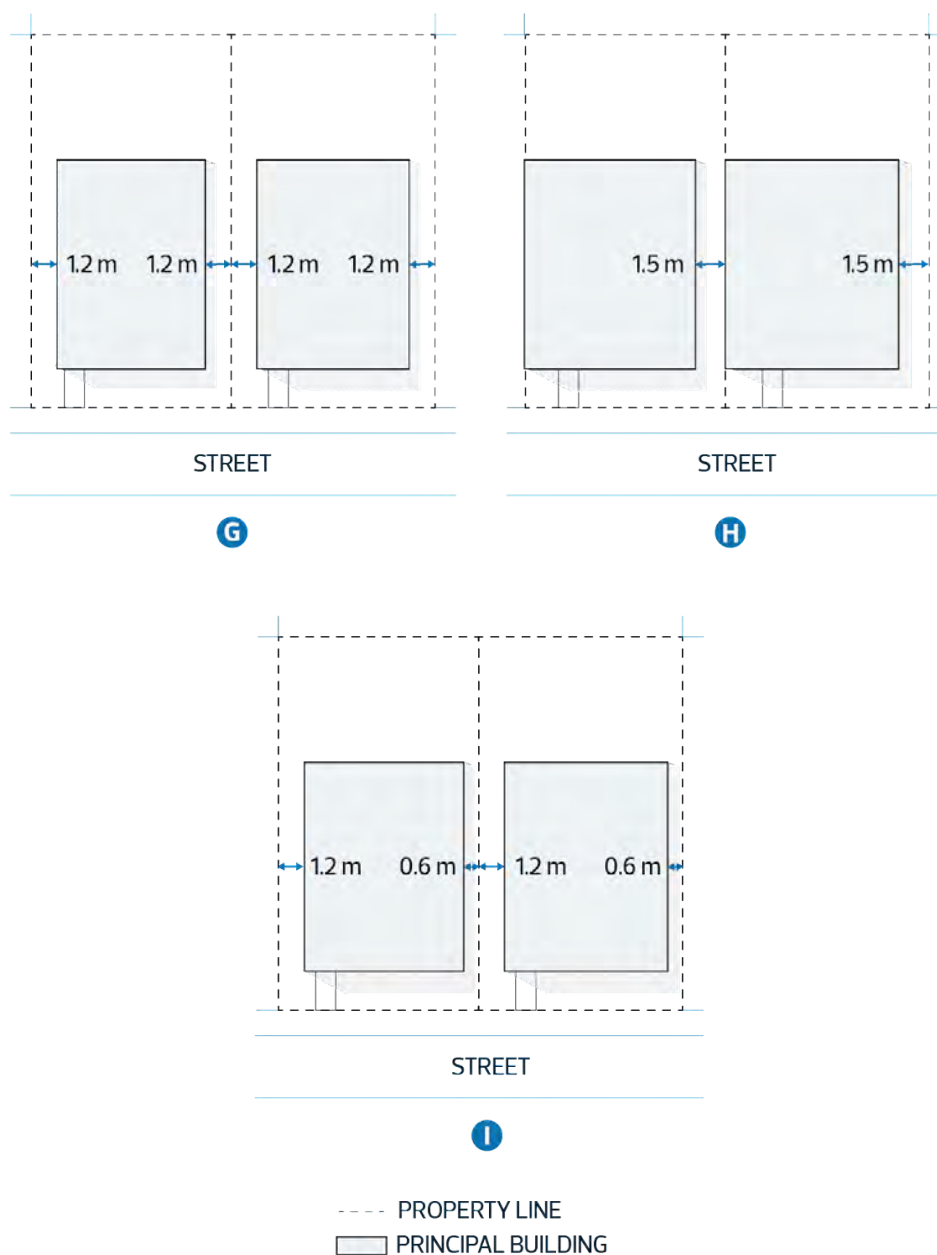 1.2 m 1.2 m 1.2 m 1.2 m
STREET
G
1.5 m 1.5 m
STREET
H
1.2 m 0.6 m 1.2 m 0.6 m
STREET
I
PROPERTY LINE
PRINCIPAL BUILDING